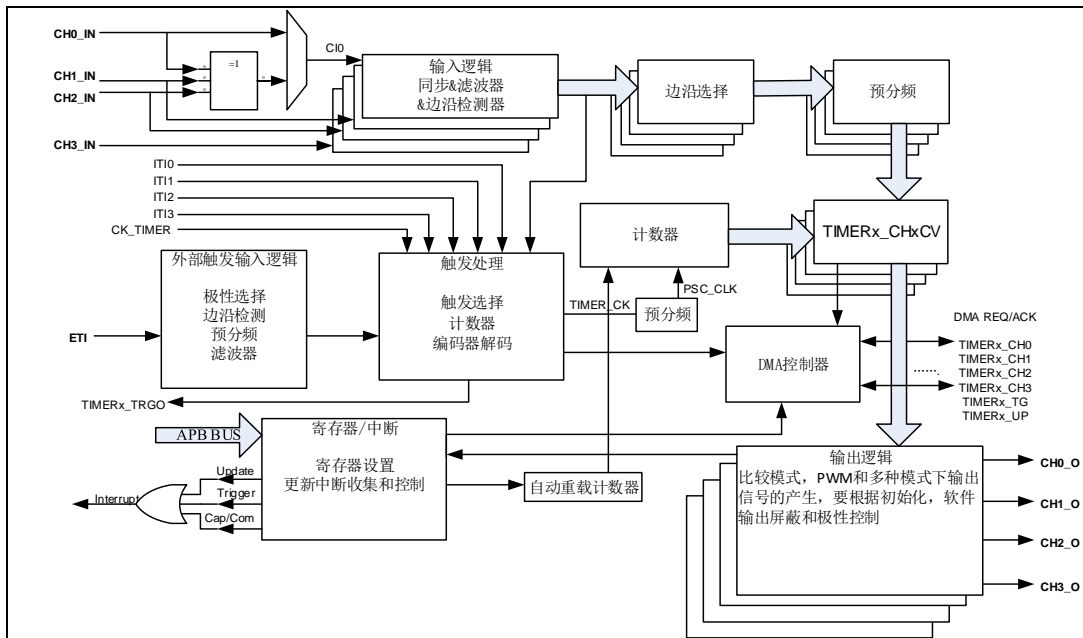 CH0_IN
CH1_IN
CH2_IN
CH3_IN
=1
CI0
输入逻辑
同步&滤波器
&边沿检测器
边沿选择
预分频
ITI0
ITI1
ITI2
ITI3
CK_TIMER
外部触发输入逻辑
极性选择
边沿检测
预分频
滤波器
ETI
触发处理
触发选择
计数器
编码器解码
TIMER_CK
预分频
PSC_CLK
计数器
TIMERx_CHxCV
DMA控制器
DMA REQ/ACK
TIMERx_CH0
TIMERx_CH1
TIMERx_CH2
TIMERx_CH3
TIMERx_TG
TIMERx_UP
…….
TIMERx_TRGO
APB BUS
寄存器/中断
寄存器设置
更新中断收集和控制
Interrupt
Update
Trigger
Cap/Com
自动重载计数器
输出逻辑
比较模式，PWM和多种模式下输出
信号的产生，要根据初始化，软件
输出屏蔽和极性控制
CH0_O
CH1_O
CH2_O
CH3_O